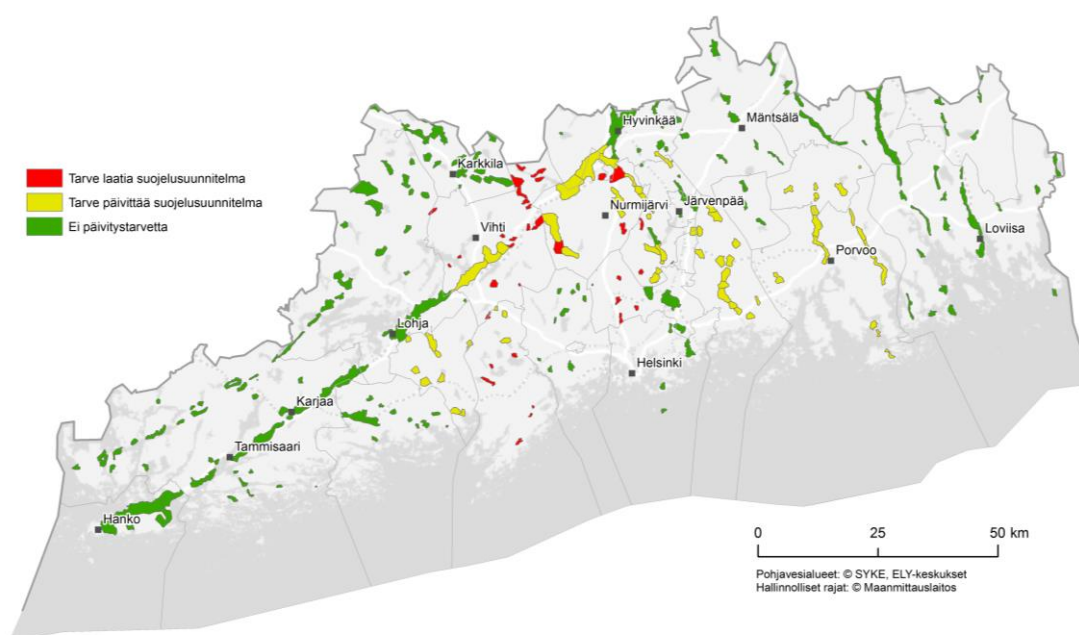 Tarve laatia suojelusuunnitelma
Tarve päivittää suojelusuunnitelma
Ei päivitystarvetta
Hyvinkää
Mäntsälä
Karkkila
Nurmijärvi
Järvenpää
Vihti
Loviisa
Porvoo
Lohja
Helsinki
Karjaa
Tammisaari
Hanko
0 25 50 km
Pohjavesialueet: © SYKE, ELY-keskukset
Hallinnolliset rajat: © Maanmittauslaitos